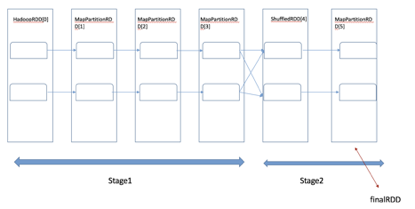 HadoopRDD[0]
MapPartitionRD
D[1]
MapPartitionRD
D[2]
MapPartitionRD
D[3]
ShuffledRDD[4]
MapPartitionRD
D[5]
Stage1
Stage2
finalRDD